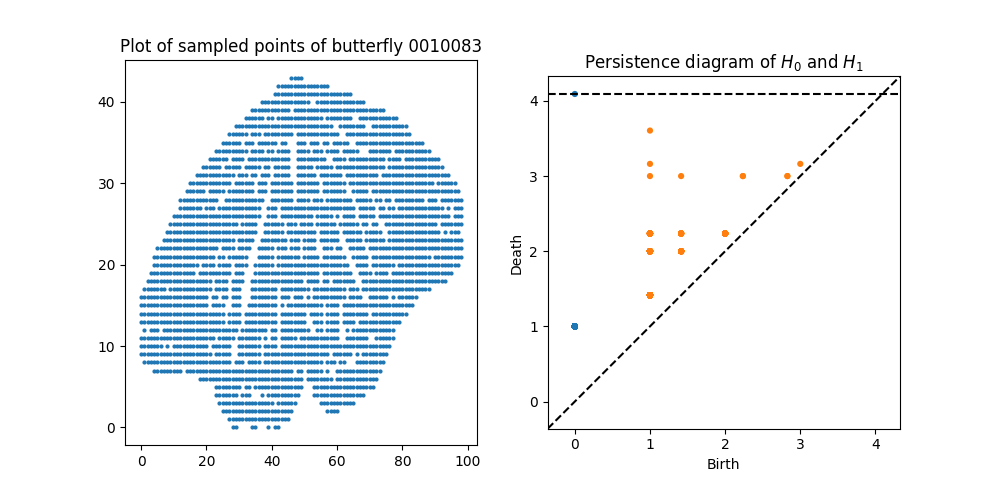 Plot of sampled points of butterfly 0010083
40
30
20
10
0
0 20 40 60 80 100
Persistence diagram of H₀ and H₁
4
3
2
1
0
Death
0 1 2 3 4
Birth